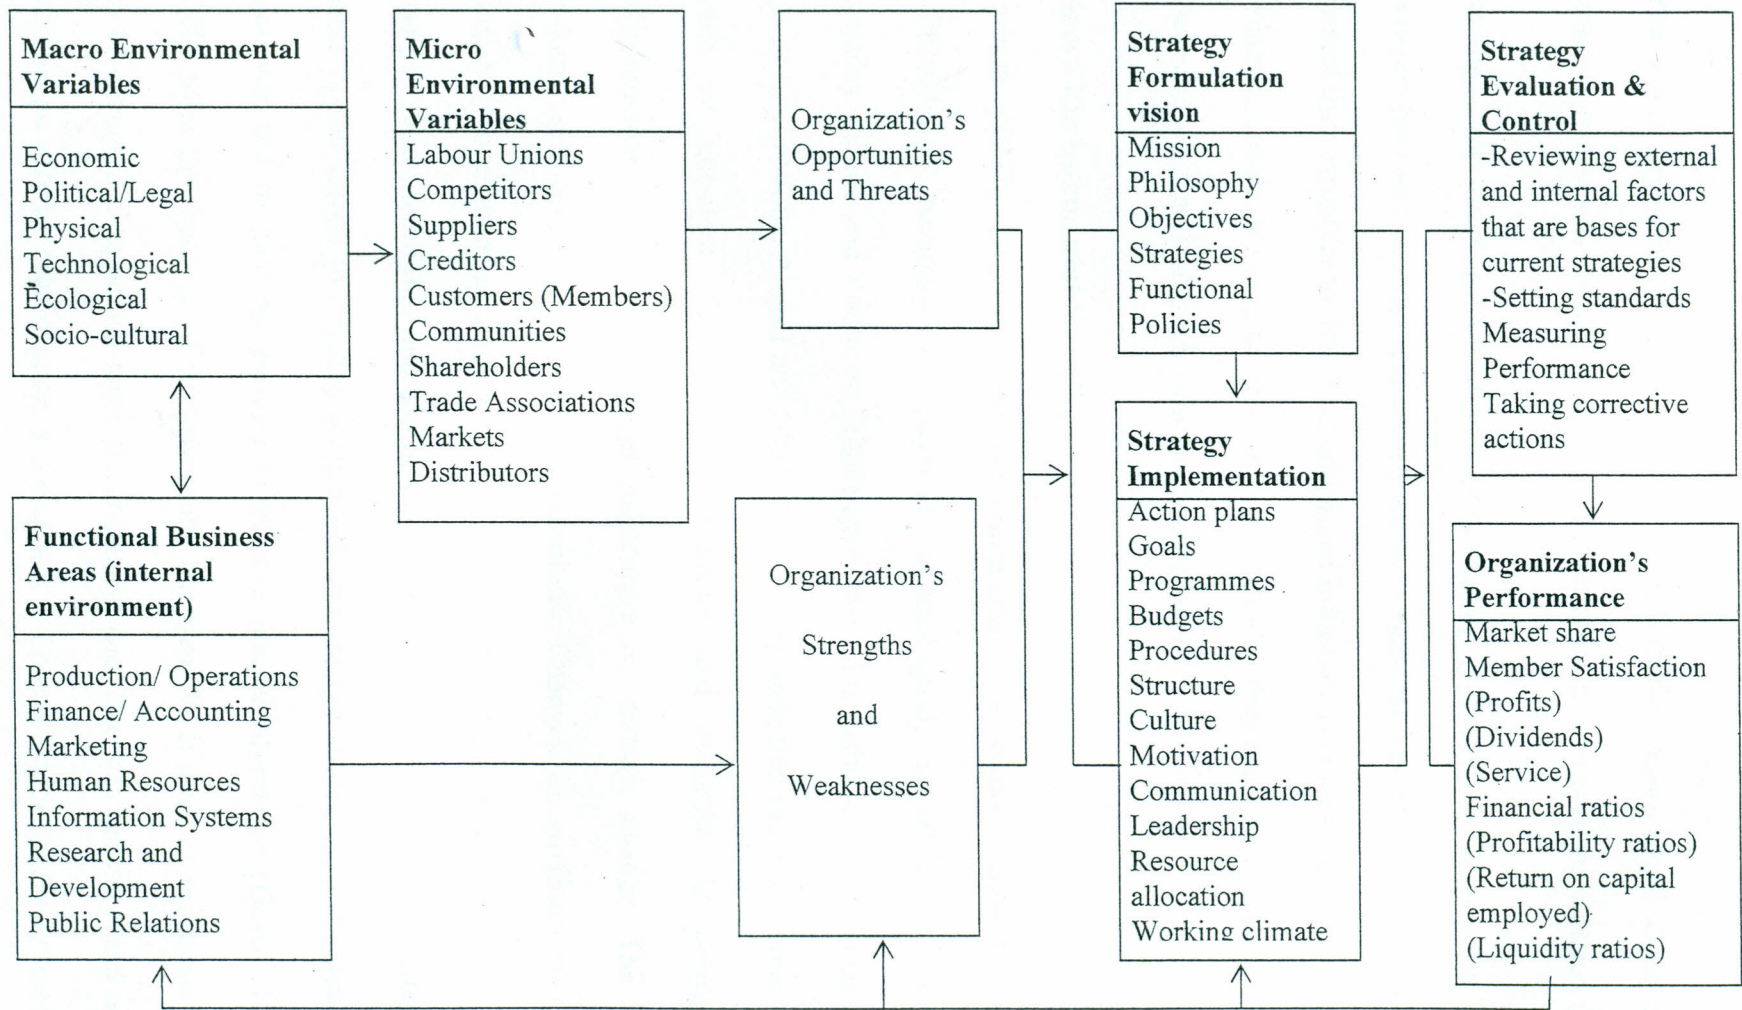 Macro Environmental
Variables
Economic
Political/Legal
Physical
Technological
Ecological
Socio-cultural
Micro
Environmental
Variables
Labour Unions
Competitors
Suppliers
Creditors
Customers (Members)
Communities
Shareholders
Trade Associations
Markets
Distributors
Organization's
Opportunities
and Threats
Strategy
Formulation
vision
Mission
Philosophy
Objectives
Strategies
Functional
Policies
Strategy
Evaluation &
Control
-Reviewing external
and internal factors
that are bases for
current strategies
-Setting standards
Measuring
Performance
Taking corrective
actions
Functional Business
Areas (internal
environment)
Production/ Operations
Finance/ Accounting
Marketing
Human Resources
Information Systems
Research and
Development
Public Relations
Organization's
Strengths
and
Weaknesses
Strategy
Implementation
Action plans
Goals
Programmes
Budgets
Procedures
Structure
Culture
Motivation
Communication
Leadership
Resource
allocation
Working climate
Organization's
Performance
Market share
Member Satisfaction
(Profits)
(Dividends)
(Service)
Financial ratios
(Profitability ratios)
(Return on capital
employed)
(Liquidity ratios)